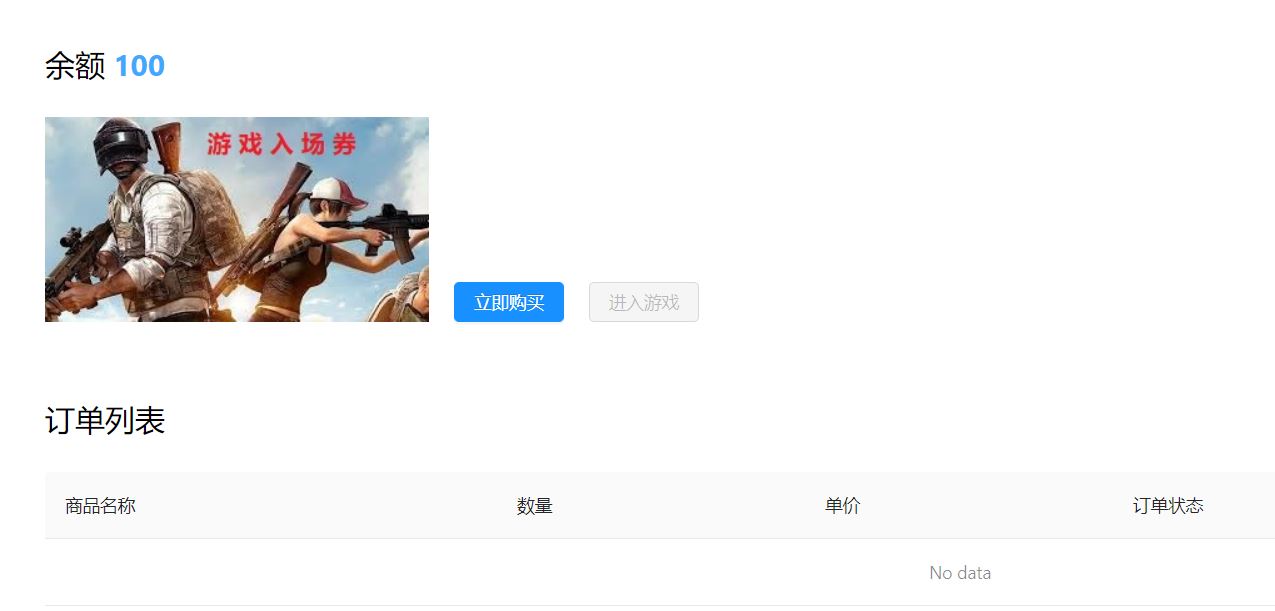 余额 100
游戏入场券
立即购买 进入游戏
订单列表
商品名称 数量 单价 订单状态
No data